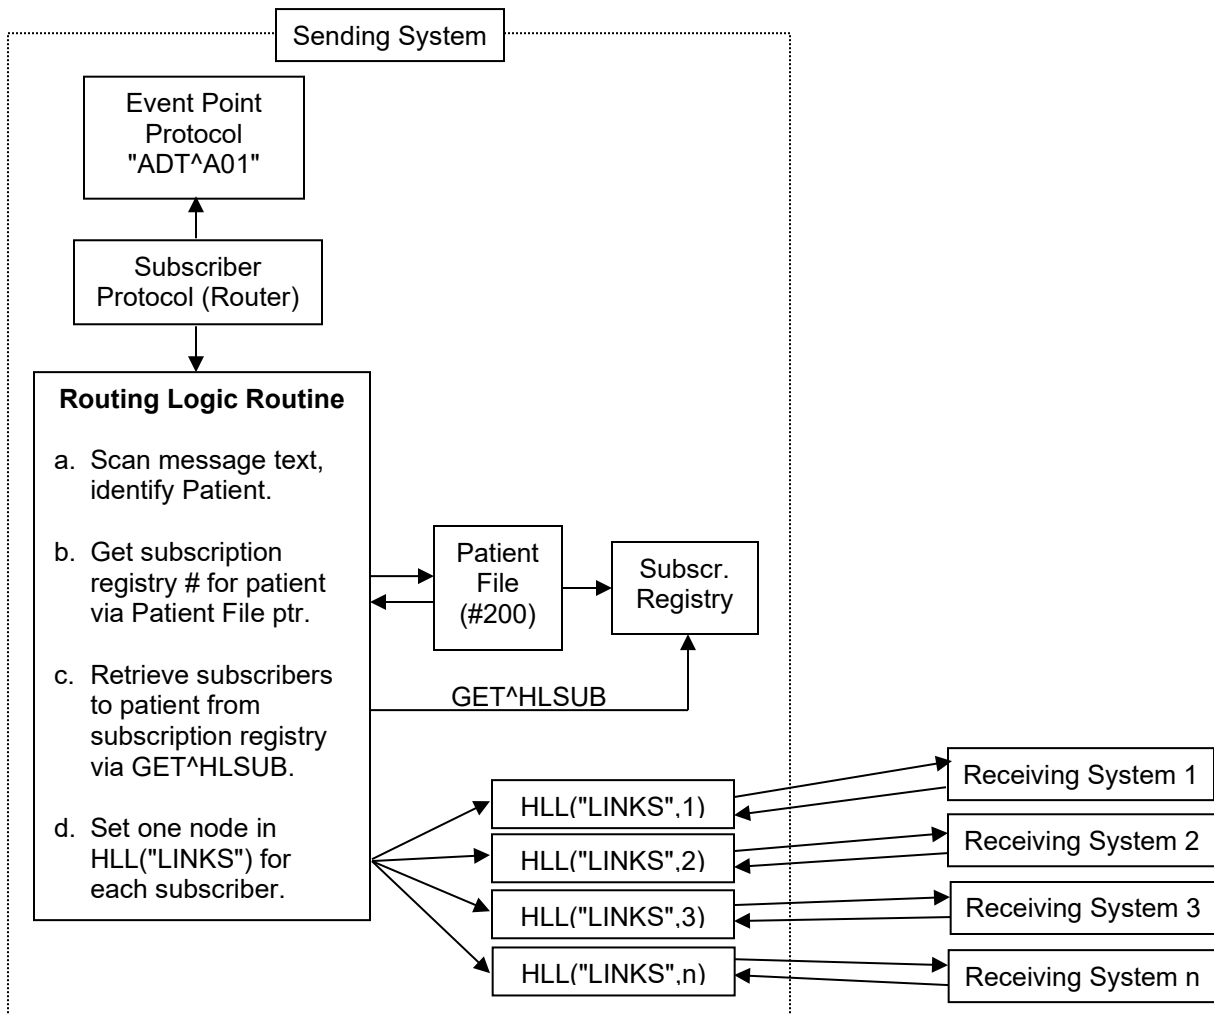 Sending System
Event Point
Protocol
"ADT^A01"
Subscriber
Protocol (Router)
Routing Logic Routine
a. Scan message text,
identify Patient.
b. Get subscription
registry # for patient
via Patient File ptr.
c. Retrieve subscribers
to patient from
subscription registry
via GET^HLSUB.
d. Set one node in
HLL("LINKS") for
each subscriber.
Patient
File
(#200)
Subscr.
Registry
GET^HLSUB
HLL("LINKS",1)
HLL("LINKS",2)
HLL("LINKS",3)
HLL("LINKS",n)
Receiving System 1
Receiving System 2
Receiving System 3
Receiving System n